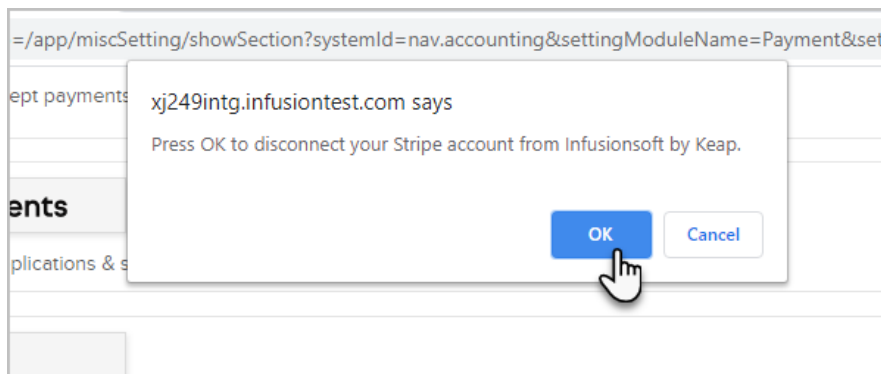 =/app/miscSetting/showSection?systemId=nav.accounting&settingModuleName=Payment&set
ept payments
xj249intg.infusiontest.com says
Press OK to disconnect your Stripe account from Infusionsoft by Keap.
ents
OK
Cancel
plications & s